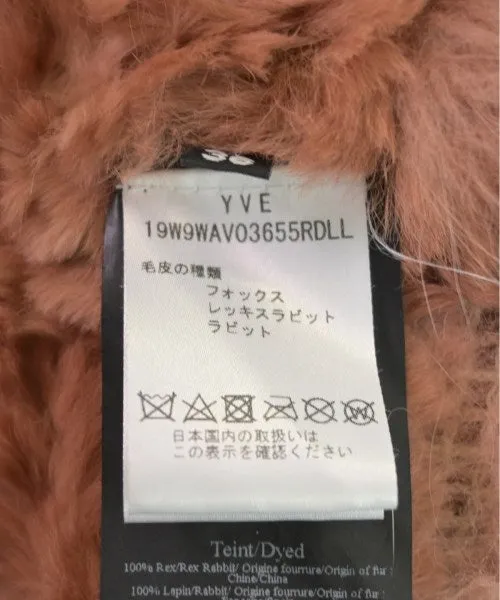 36
YVE
19W9WAV03655RDLL
毛皮の種類
フォックス
レッキスラビット
ラビット
日本国内の取扱いは
この表示を確認ください
Teint/Dyed
100% Rex/Rex Rabbit/ Origine fourrure/Origin of fur :
Chine/China
100% Lapin/Rabbit/ Origine fourrure/Origin of fur :